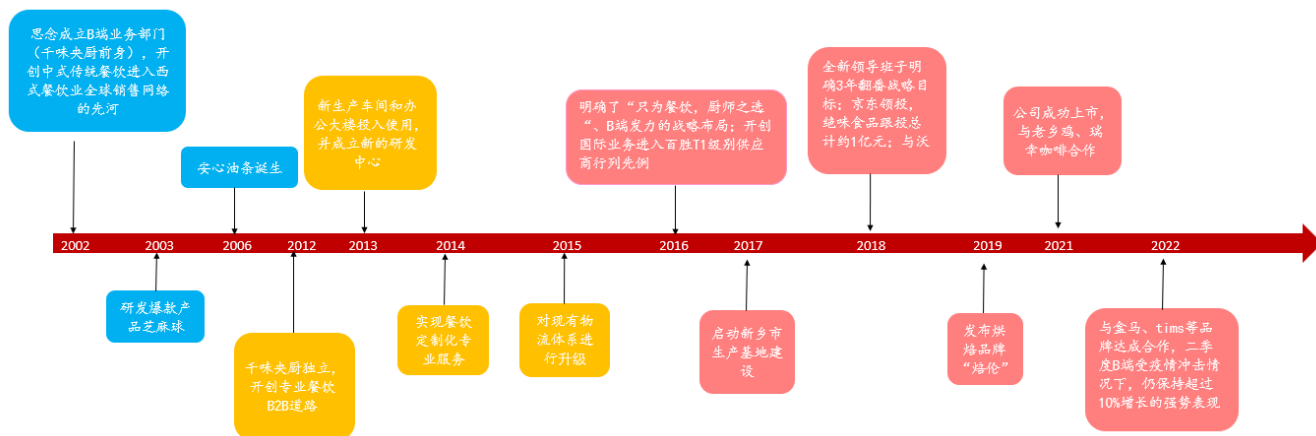 思念成立B端业务部门
（千味央厨前身），开
创中式传统餐饮进入西
式餐饮业全球销售网络
的先河
安心油条诞生
新生产车间和办
公大楼投入使用，
并成立新的研发
中心
明确了“只为餐饮，厨师之选
“、B端发力的战略布局；开创
国际业务进入百胜T1级别供应
商行列先例
全新领导班子明
确3年翻番战略目
标；京东领投，
绝味食品跟投总
计约1亿元；与沃
公司成功上市，
与老乡鸡、瑞
幸咖啡合作
2002 2003 2006 2012 2013 2014 2015 2016 2017 2018 2019 2021 2022
研发爆款产
品芝麻球
千味央厨独立，
开创专业餐饮
B2B道路
实现餐饮
定制化专
业服务
对现有物
流体系进
行升级
启动新乡市
生产基地建
设
发布烘
焙品牌
“焙伦”
与盒马、tims等品
牌达成合作，二季
度B端受疫情冲击情
况下，仍保持超过
10%增长的强势表现